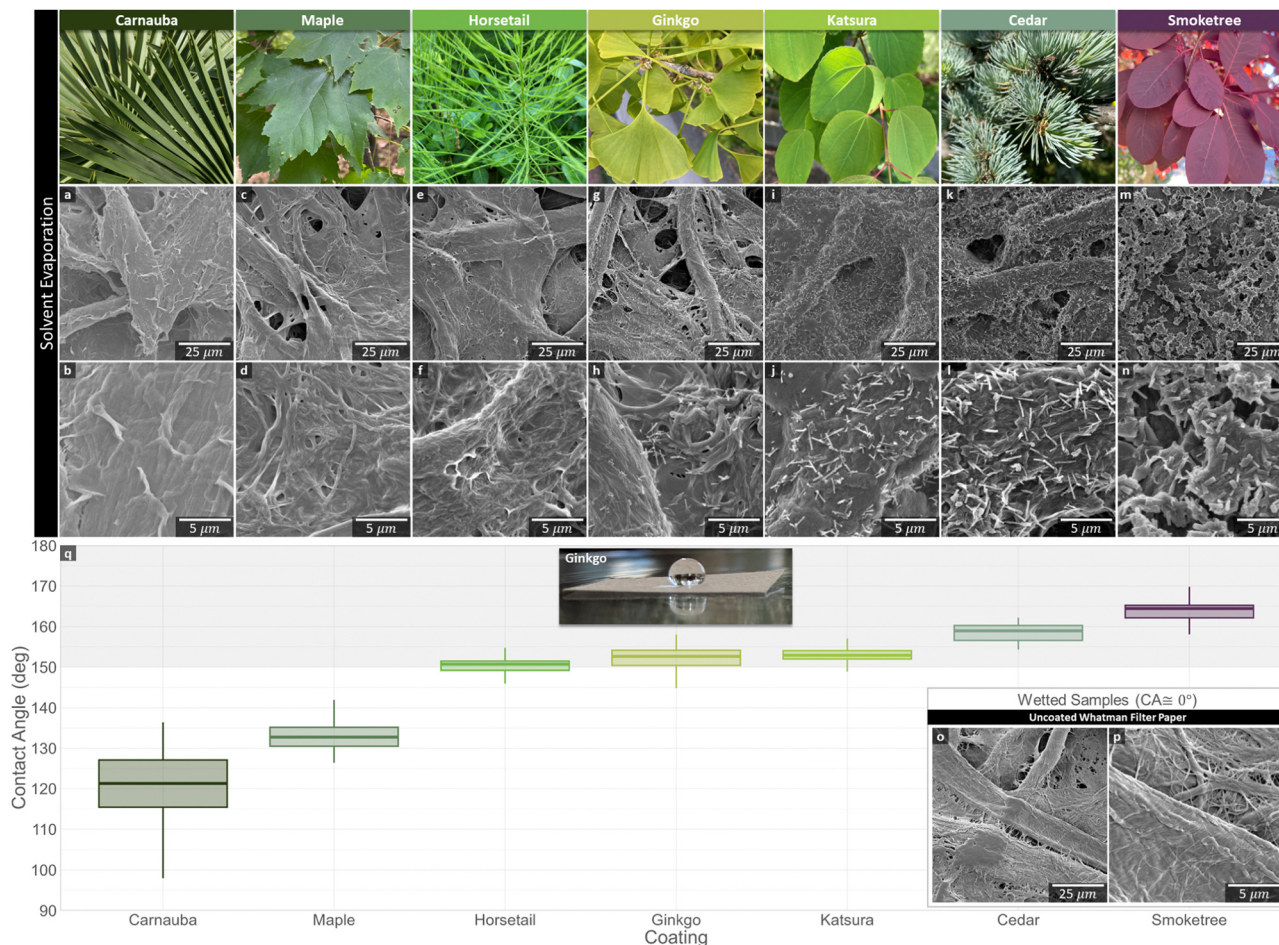 Carnauba Maple Horsetail Ginkgo Katsura Cedar Smoketree
Solvent Evaporation
a c e g i k m
25 μm 25 μm 25 μm 25 μm 25 μm 25 μm 25 μm
b d f h j l n
5 μm 5 μm 5 μm 5 μm 5 μm 5 μm 5 μm
q
Ginkgo
Contact Angle (deg)
180
170
160
150
140
130
120
110
100
90
Wetted Samples (CA≅ 0°)
Uncoated Whatman Filter Paper
o p
25 μm 5 μm
Carnauba Maple Horsetail Ginkgo Katsura Cedar Smoketree
Coating